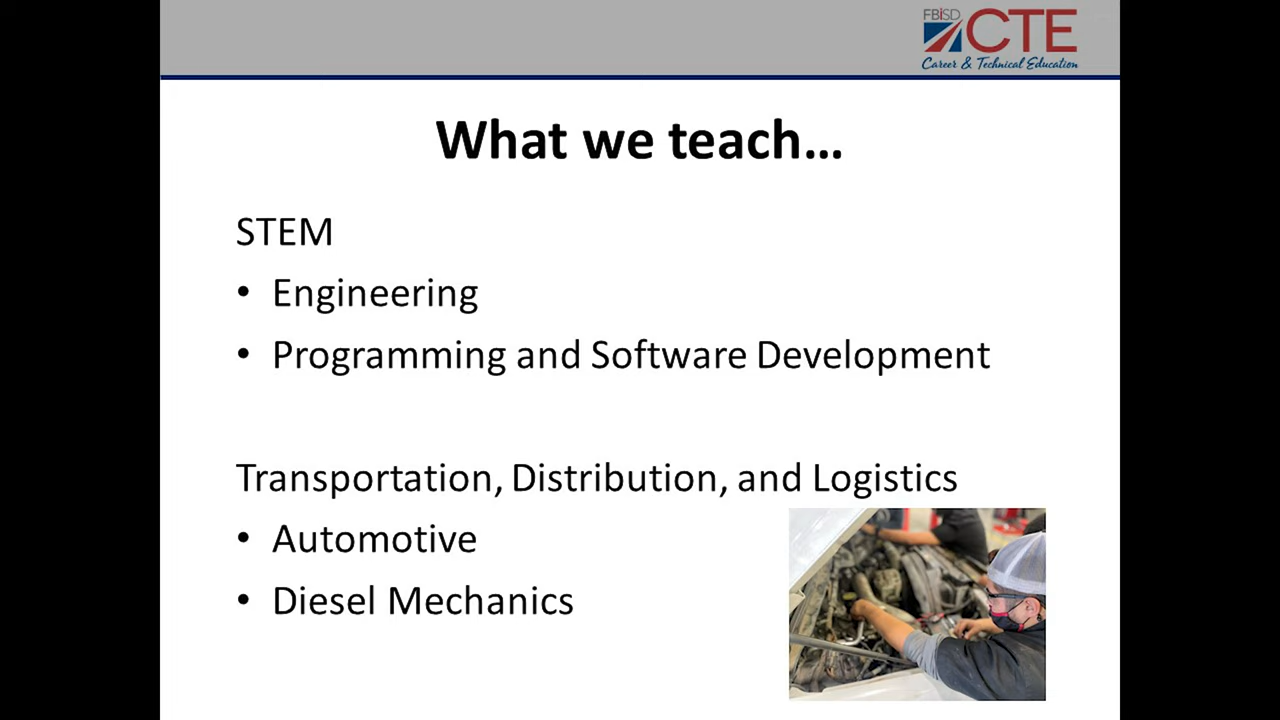 FBISD
CTE
Career & Technical Education
What we teach...
STEM
• Engineering
• Programming and Software Development
Transportation, Distribution, and Logistics
• Automotive
• Diesel Mechanics